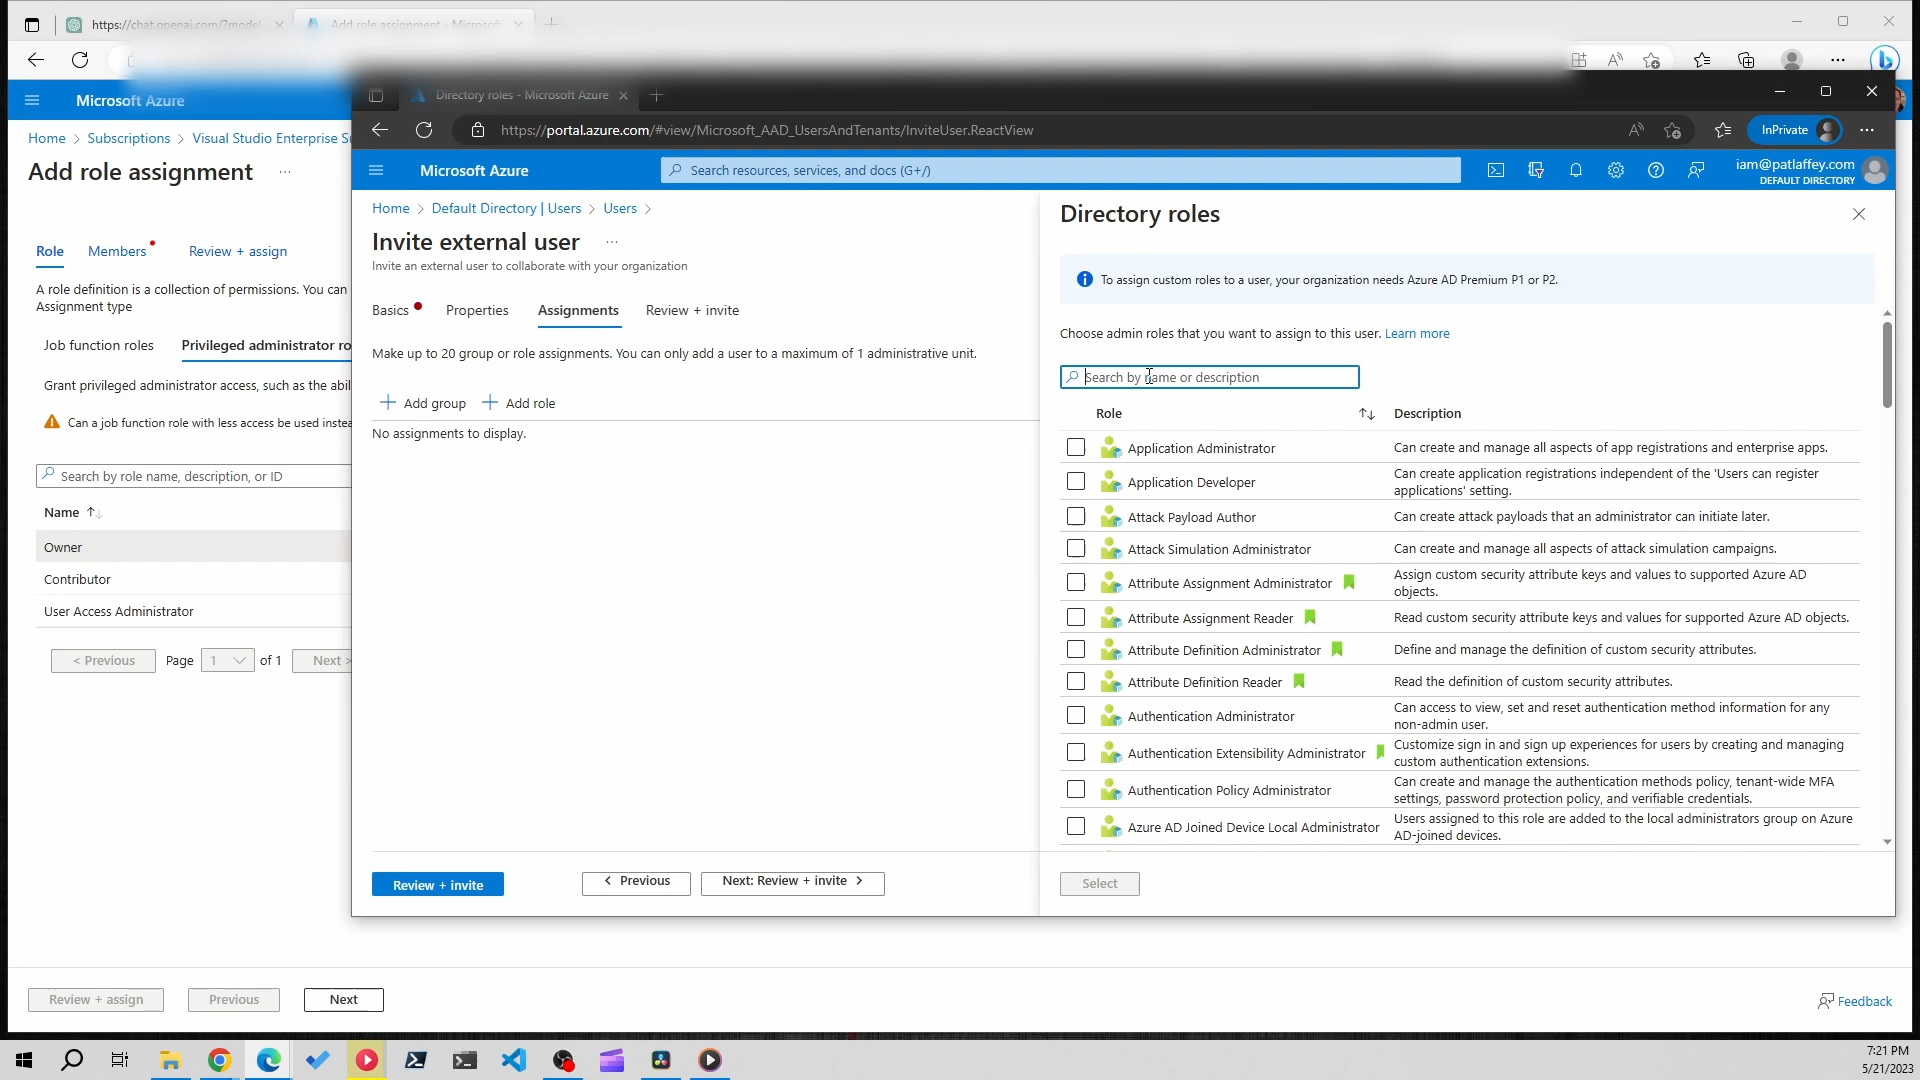 https://chat.openai.com/?mode
Add role assignment - Microsoft
Microsoft Azure
Home > Subscriptions > Visual Studio Enterprise Su
Add role assignment ...
Role
Members
Review + assign
A role definition is a collection of permissions. You can
Assignment type
Job function roles
Privileged administrator ro
Grant privileged administrator access, such as the abil
Can a job function role with less access be used instea
Search by role name, description, or ID
Name
Owner
Contributor
User Access Administrator
< Previous
Page
1
of 1
Next >
Review + assign
Previous
Next
Feedback
Directory roles - Microsoft Azure
https://portal.azure.com/#view/Microsoft_AAD_UsersAndTenants/InviteUser.ReactView
InPrivate
Microsoft Azure
Search resources, services, and docs (G+/)
iam@patlaffey.com
DEFAULT DIRECTORY
Home > Default Directory | Users > Users >
Invite external user ...
Invite an external user to collaborate with your organization
Basics
Properties
Assignments
Review + invite
Make up to 20 group or role assignments. You can only add a user to a maximum of 1 administrative unit.
+ Add group
+ Add role
No assignments to display.
Review + invite
< Previous
Next: Review + invite >
Directory roles
To assign custom roles to a user, your organization needs Azure AD Premium P1 or P2.
Choose admin roles that you want to assign to this user. Learn more
Search by name or description
Role
Description
Application Administrator
Can create and manage all aspects of app registrations and enterprise apps.
Application Developer
Can create application registrations independent of the 'Users can register
applications' setting.
Attack Payload Author
Can create attack payloads that an administrator can initiate later.
Attack Simulation Administrator
Can create and manage all aspects of attack simulation campaigns.
Attribute Assignment Administrator
Assign custom security attribute keys and values to supported Azure AD
objects.
Attribute Assignment Reader
Read custom security attribute keys and values for supported Azure AD objects.
Attribute Definition Administrator
Define and manage the definition of custom security attributes.
Attribute Definition Reader
Read the definition of custom security attributes.
Authentication Administrator
Can access to view, set and reset authentication method information for any
non-admin user.
Authentication Extensibility Administrator
Customize sign in and sign up experiences for users by creating and managing
custom authentication extensions.
Authentication Policy Administrator
Can create and manage the authentication methods policy, tenant-wide MFA
settings, password protection policy, and verifiable credentials.
Azure AD Joined Device Local Administrator
Users assigned to this role are added to the local administrators group on Azure
AD-joined devices.
Select
7:21 PM
5/21/2023